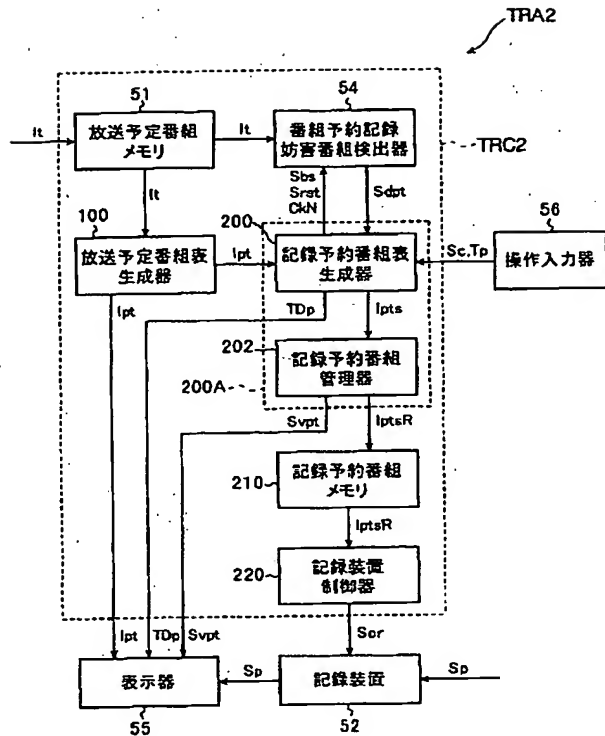 TRA2
51
54
It
放送予定番組
メモリ
It
番組予約記録
妨害番組検出器
TRC2
It
Sbs
Srst
CkN
Sdpt
100
200
56
放送予定番組表
生成器
Ipt
記録予約番組表
生成器
Sc,Tp
操作入力器
Ipt
TDp
Ipts
202
記録予約番組
管理器
200A
Svpt
IptsR
210
記録予約番組
メモリ
IptsR
220
記録装置
制御器
Ipt
TDp
Svpt
Scr
表示器
Sp
記録装置
Sp
55
52